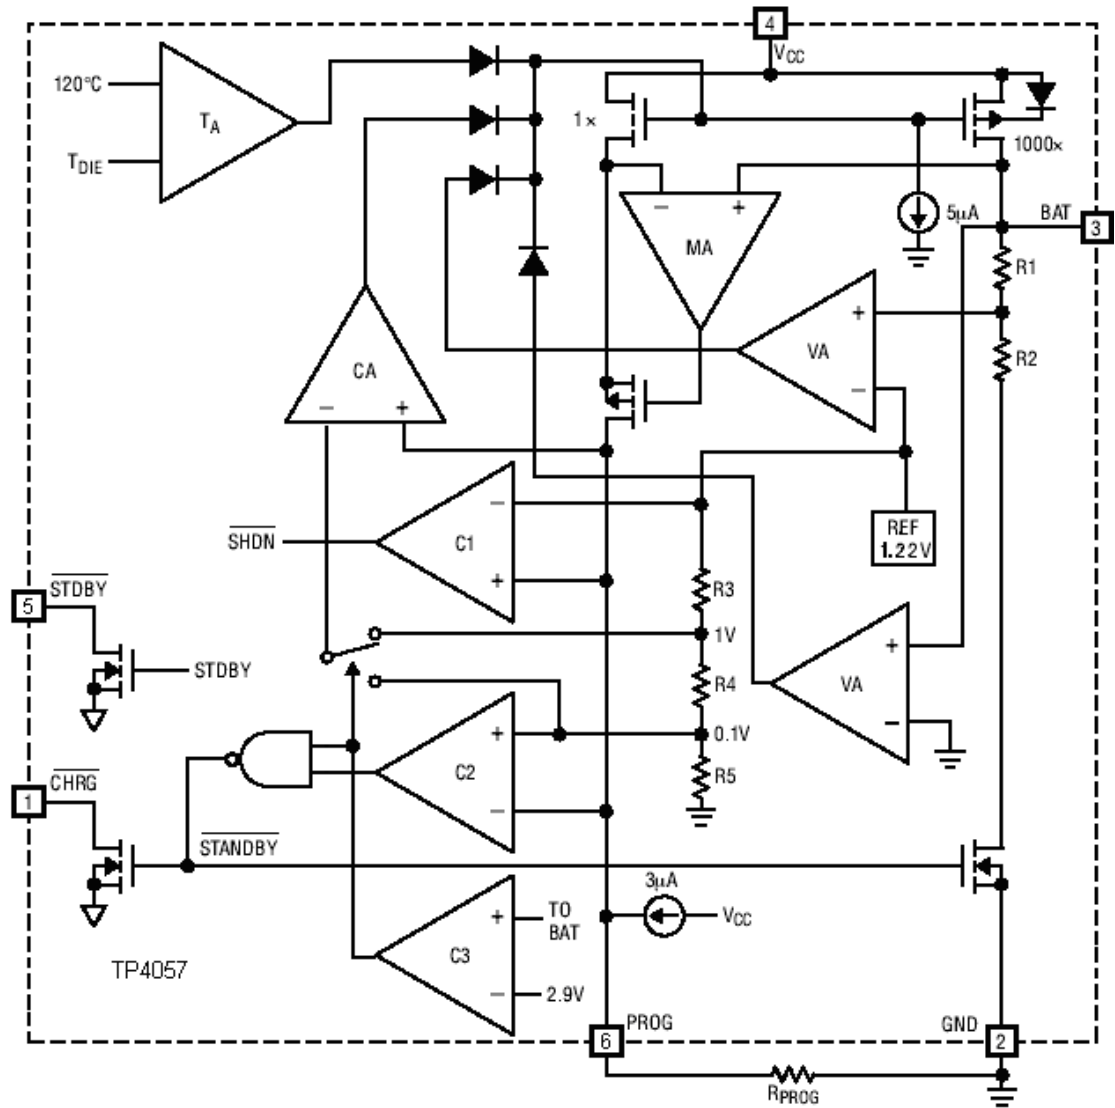 4
VCC
120°C
TA
TDIE
1×
1000×
5µA
BAT
3
− +
MA
R1
+
VA
−
R2
CA
− +
−
C1
+
SHDN
REF
1.22V
R3
5
STDBY
STDBY
1V
R4
+
VA
−
+
C2
−
0.1V
R5
1
CHRG
STANDBY
3µA
VCC
+
TO
BAT
C3
−
2.9V
TP4057
PROG
6
GND
2
RPROG